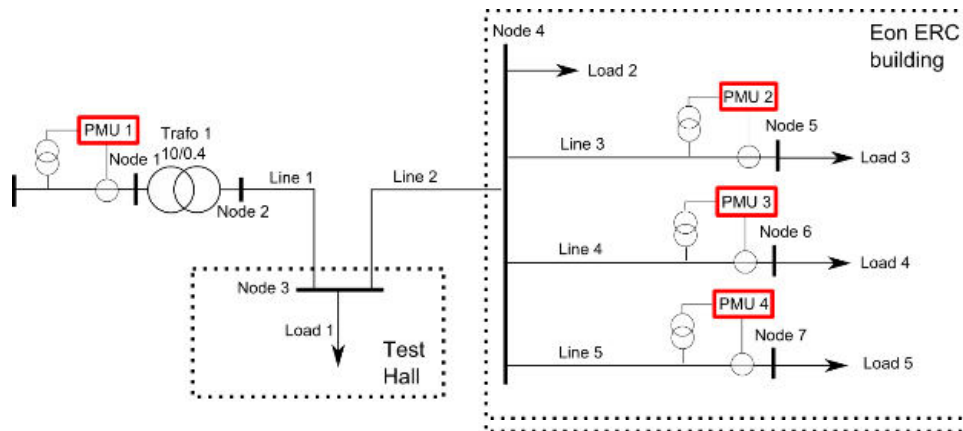 Node 4
Eon ERC
building
Load 2
PMU 2
Node 5
PMU 1
Trafo 1
10/0.4
Node 1
Line 3
Load 3
Line 1
Line 2
Node 2
PMU 3
Node 6
Line 4
Load 4
Node 3
Load 1
PMU 4
Node 7
Test
Hall
Line 5
Load 5